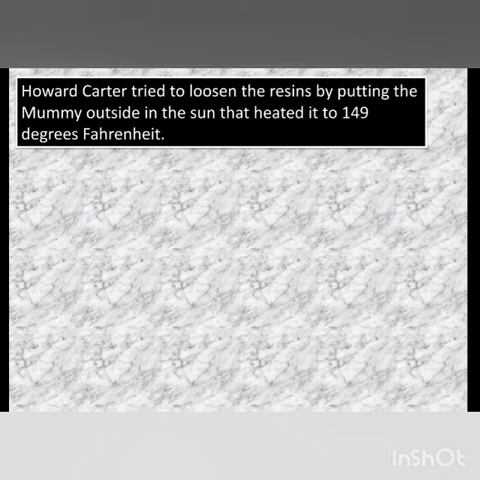 Howard Carter tried to loosen the resins by putting the
Mummy outside in the sun that heated it to 149
degrees Fahrenheit.
InShOt